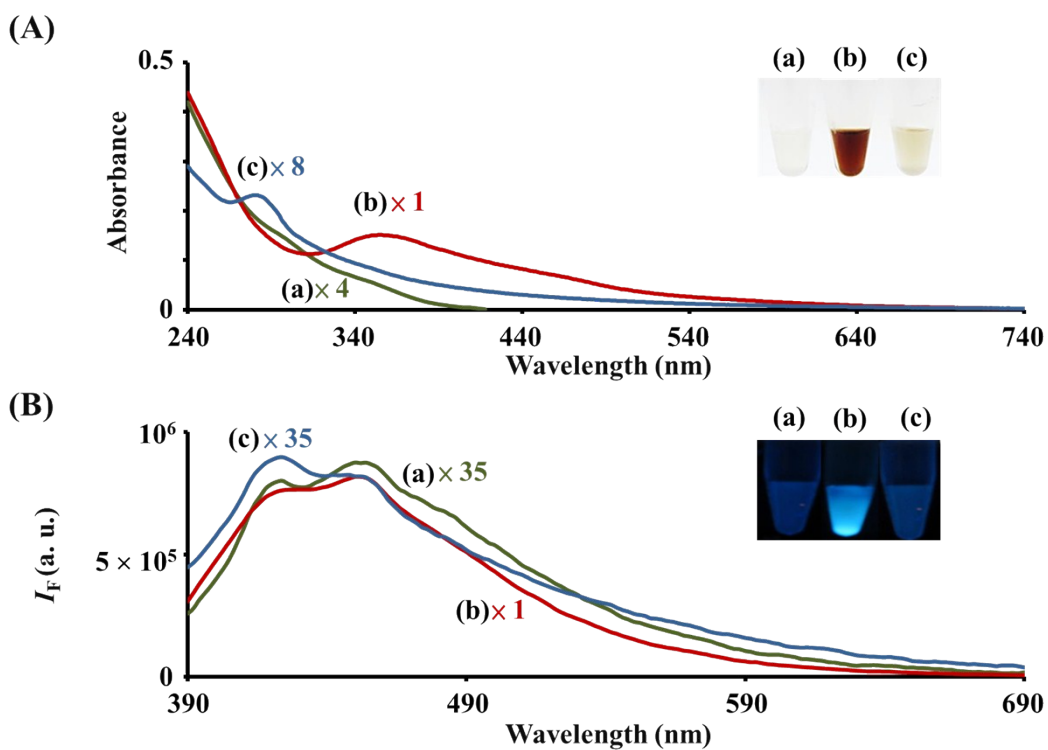 (A)
0.5
(a) (b) (c)
(c) × 8
(b) × 1
Absorbance
(a) × 4
0
240 340 440 540 640 740
Wavelength (nm)
(B)
10⁶
(a) (b) (c)
(c) × 35
(a) × 35
5 × 10⁵
I_F (a. u.)
(b) × 1
0
390 490 590 690
Wavelength (nm)